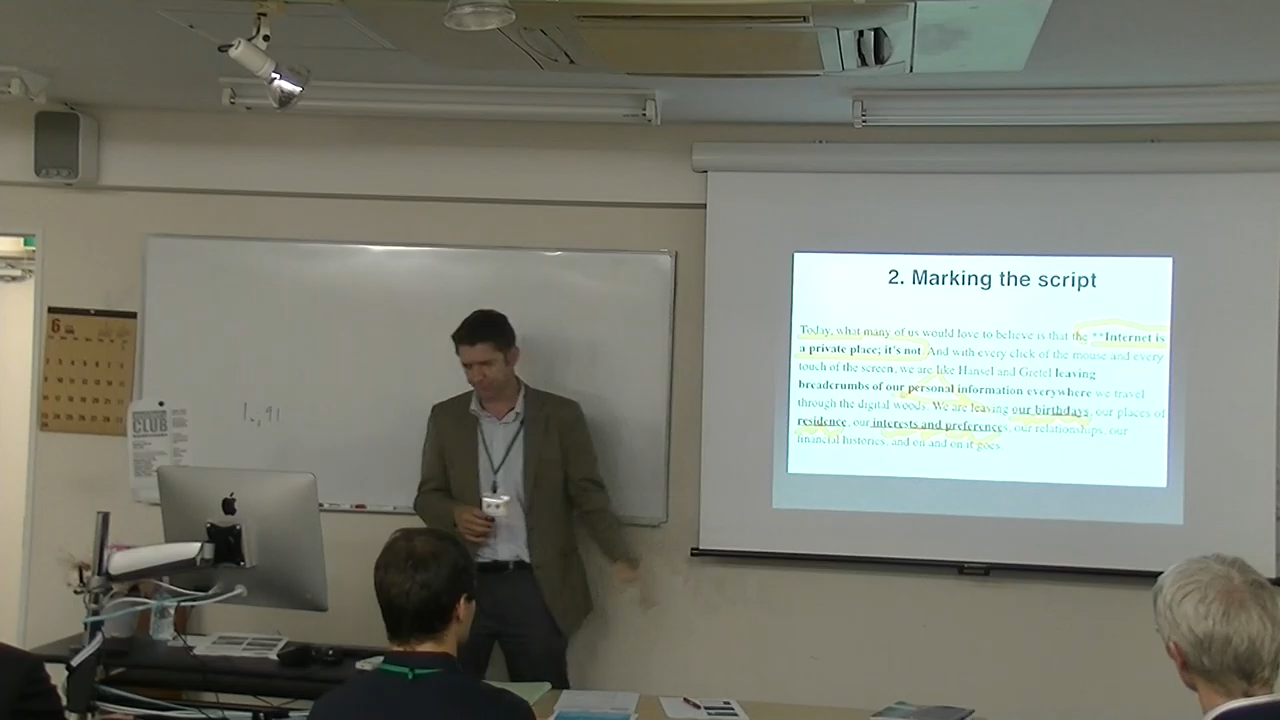 2. Marking the script
Today, what many of us would love to believe is that the **Internet is
a private place; it's not. And with every click of the mouse and every
touch of the screen, we are like Hansel and Gretel leaving
breadcrumbs of our personal information everywhere we travel
through the digital woods. We are leaving our birthdays, our places of
residence, our interests and preferences, our relationships, our
financial histories, and on and on it goes.
6
CLUB